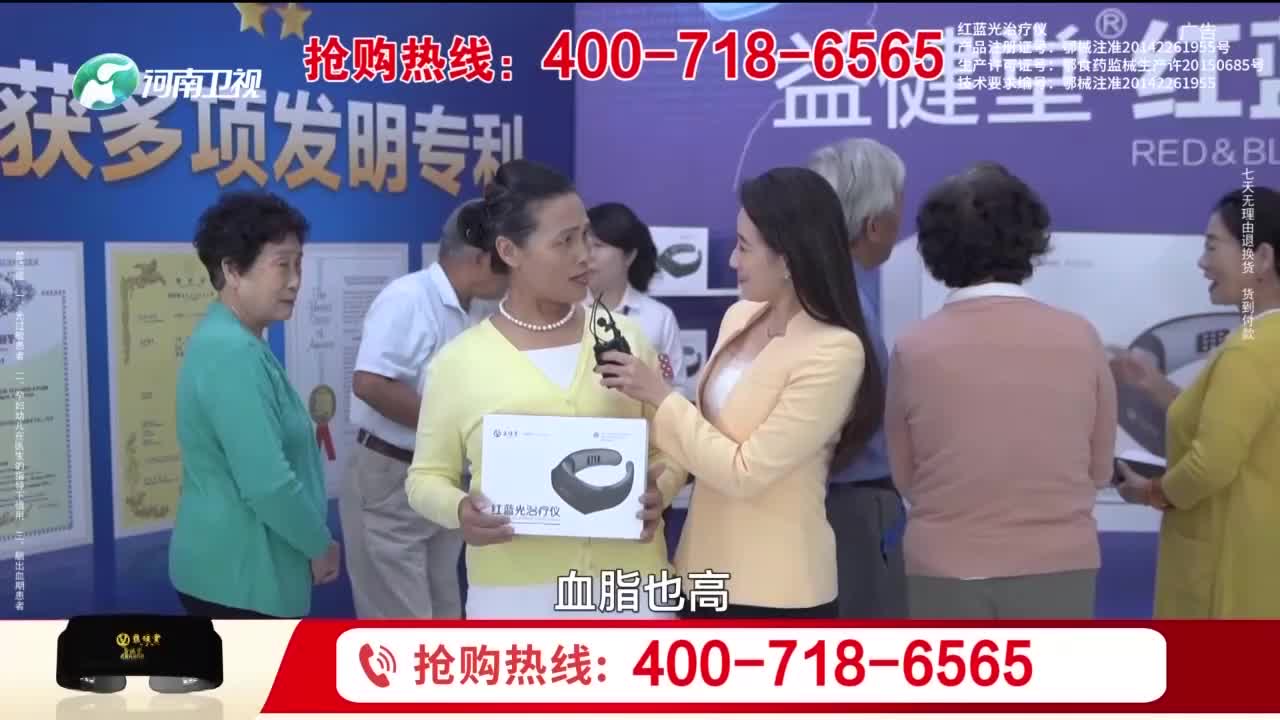 抢购热线：400-718-6565
河南卫视
广告
红蓝光治疗仪
产品注册证号：鄂械注准20142261955号
生产许可证号：鄂食药监械生产许20150685号
技术要求编号：鄂械注准20142261955
获多项发明专利
益健堂®红蓝
RED&BL
七天无理由退换货 货到付款
红蓝光治疗仪
血脂也高
抢购热线：400-718-6565